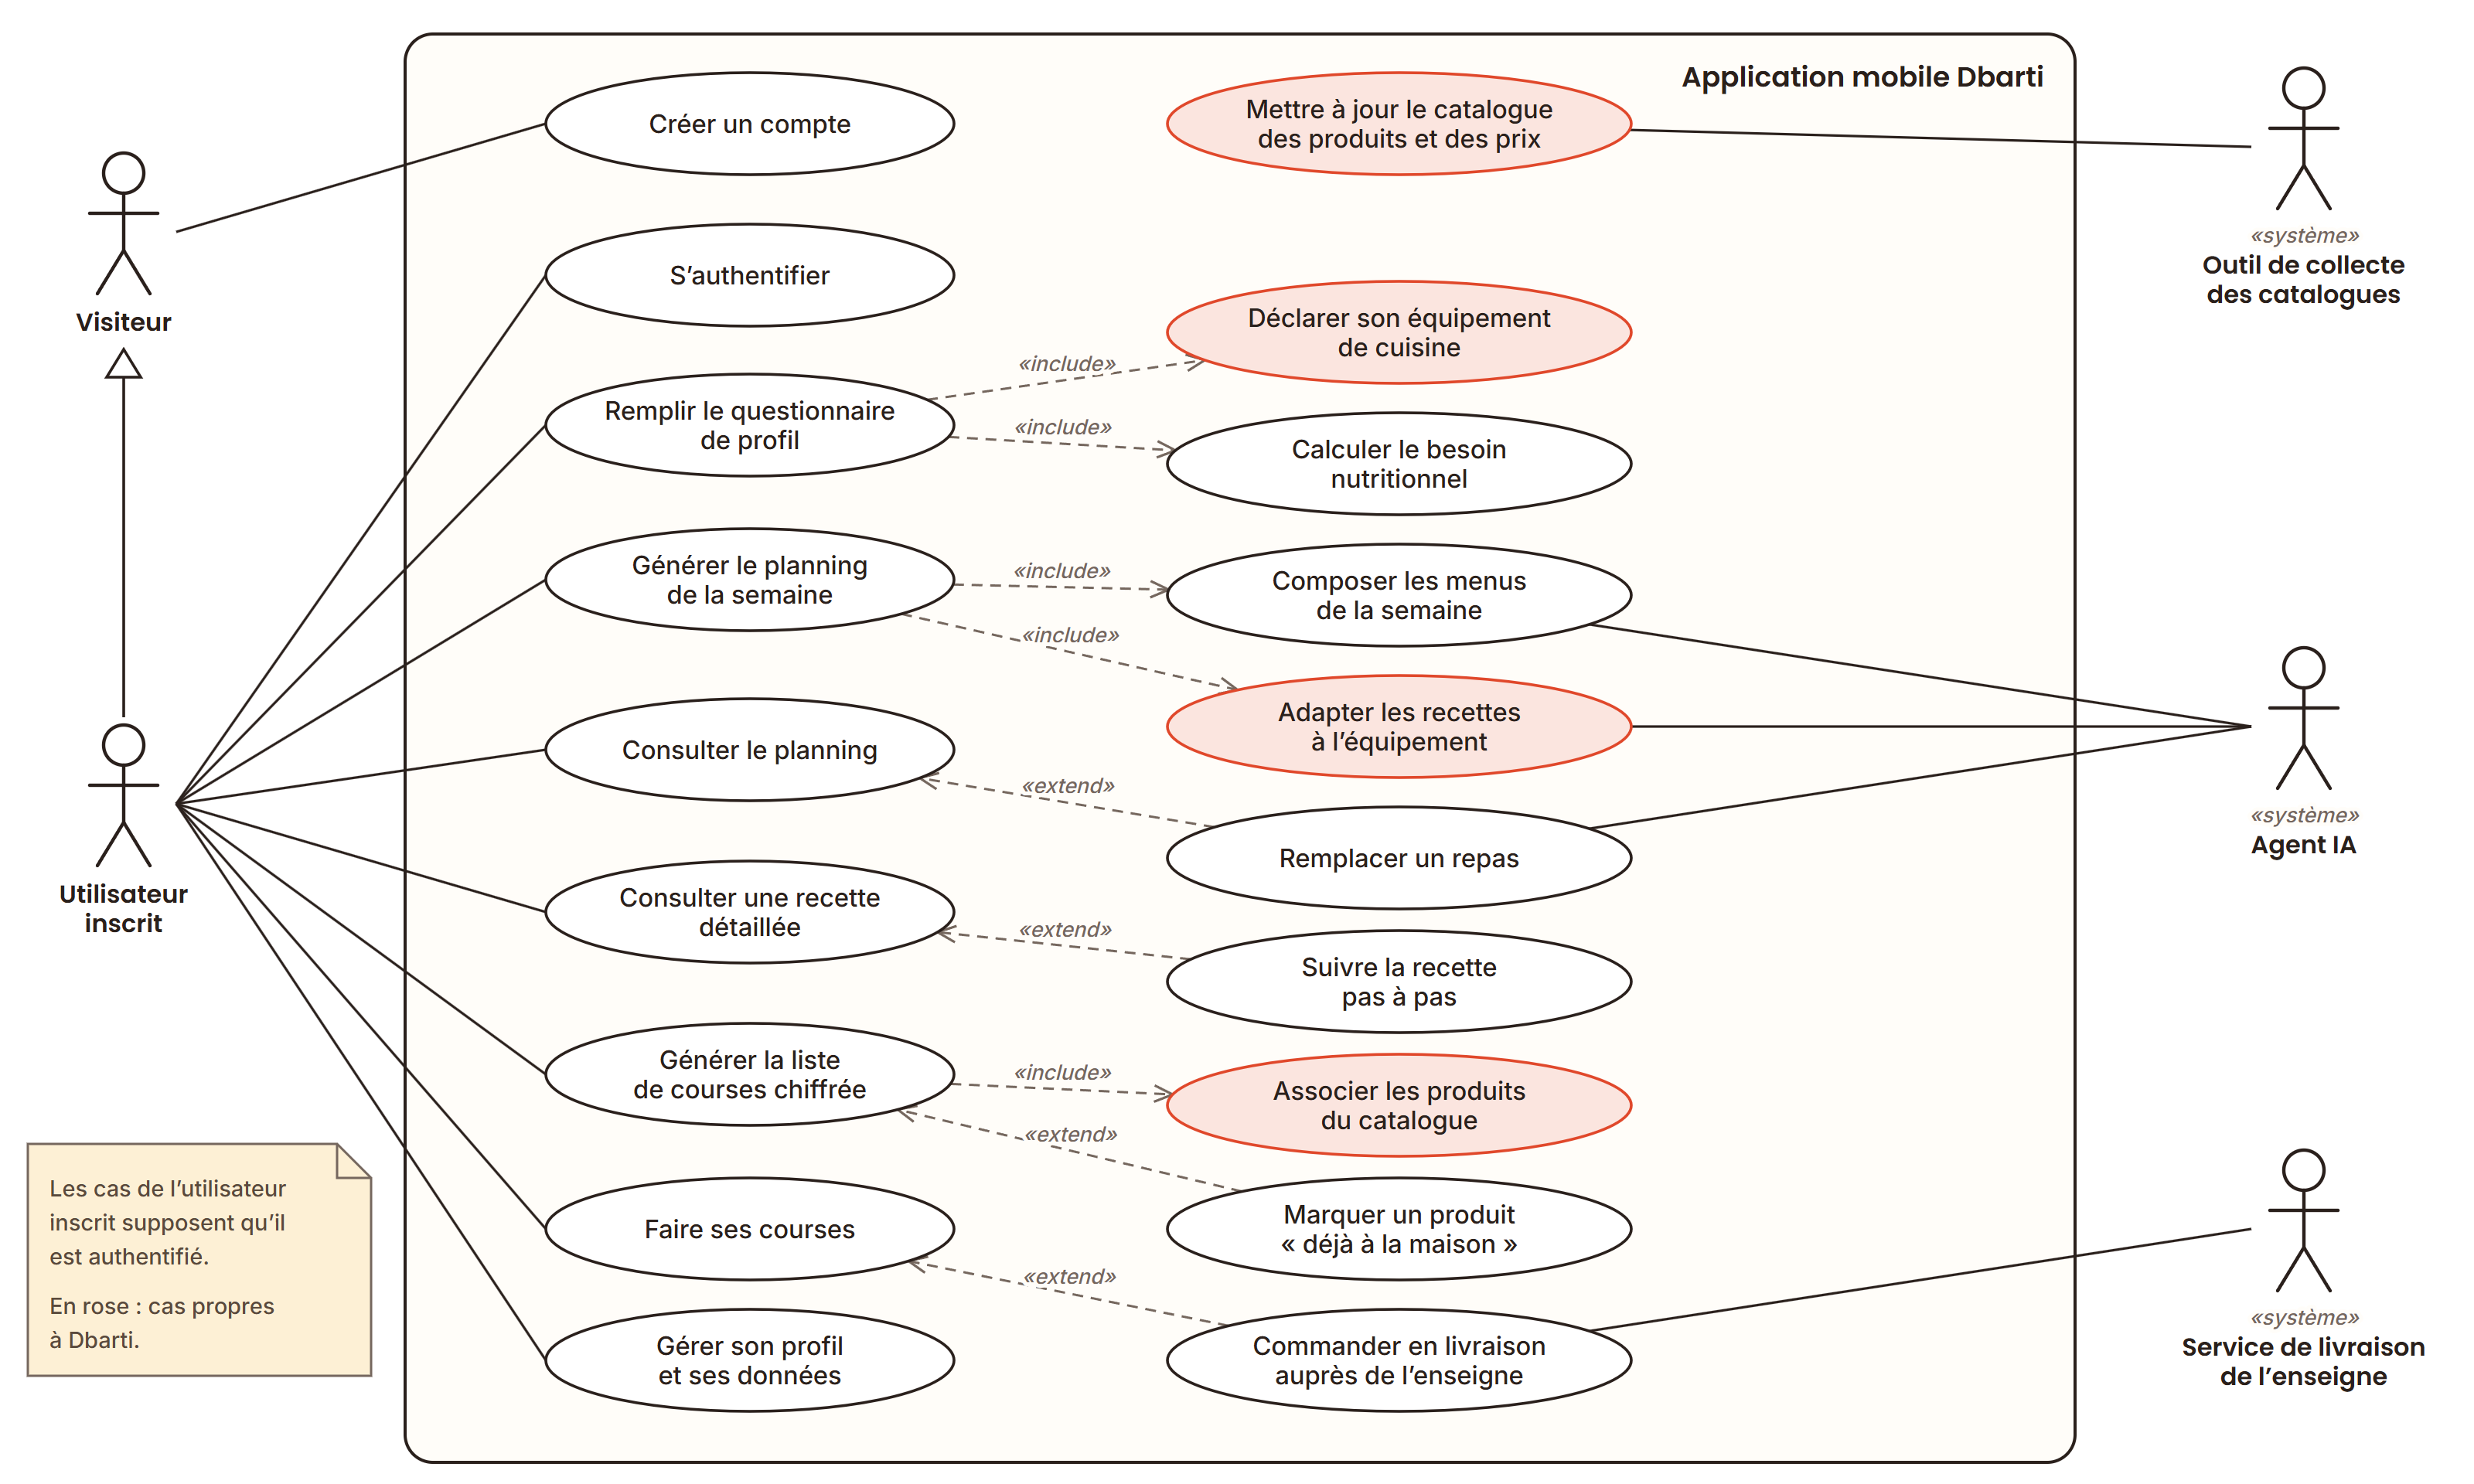 Application mobile Dbarti
Créer un compte
Mettre à jour le catalogue
des produits et des prix
«système»
Outil de collecte
des catalogues
Visiteur
S’authentifier
Déclarer son équipement
de cuisine
«include»
Remplir le questionnaire
de profil
«include»
Calculer le besoin
nutritionnel
Générer le planning
de la semaine
«include»
Composer les menus
de la semaine
«include»
Adapter les recettes
à l’équipement
Consulter le planning
«extend»
Remplacer un repas
«système»
Agent IA
Utilisateur
inscrit
Consulter une recette
détaillée
«extend»
Suivre la recette
pas à pas
Générer la liste
de courses chiffrée
«include»
Associer les produits
du catalogue
«extend»
Marquer un produit
« déjà à la maison »
Faire ses courses
«extend»
Commander en livraison
auprès de l’enseigne
Gérer son profil
et ses données
«système»
Service de livraison
de l’enseigne
Les cas de l’utilisateur
inscrit supposent qu’il
est authentifié.
En rose : cas propres
à Dbarti.